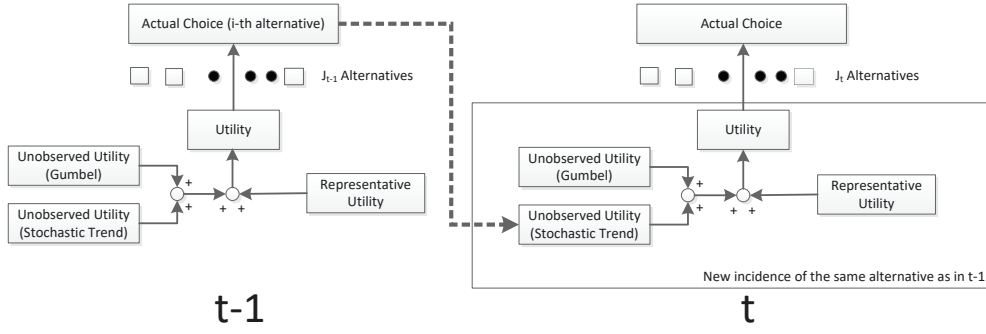 Actual Choice (i-th alternative)
J_{t-1} Alternatives
Utility
Unobserved Utility
(Gumbel)
+
+
+
+
Representative
Utility
Unobserved Utility
(Stochastic Trend)
t-1
Actual Choice
J_t Alternatives
Utility
Unobserved Utility
(Gumbel)
+
+
+
+
Representative
Utility
Unobserved Utility
(Stochastic Trend)
New incidence of the same alternative as in t-1
t